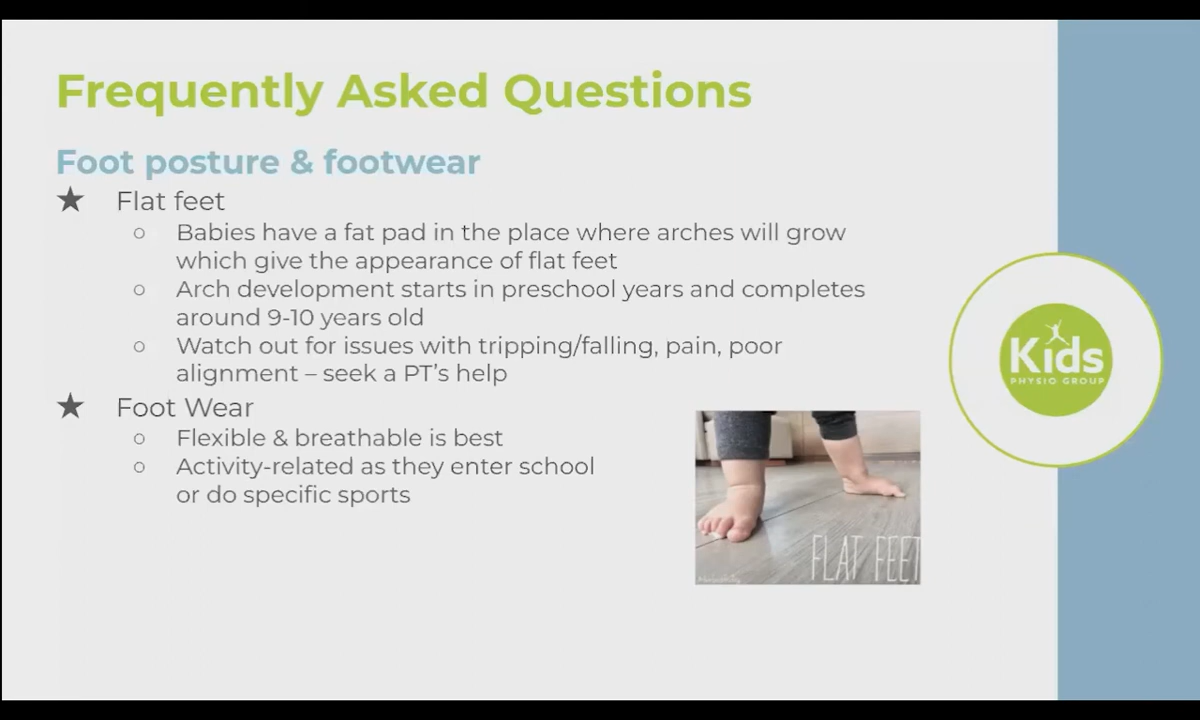 Frequently Asked Questions
Foot posture & footwear
★ Flat feet
○ Babies have a fat pad in the place where arches will grow
which give the appearance of flat feet
○ Arch development starts in preschool years and completes
around 9-10 years old
○ Watch out for issues with tripping/falling, pain, poor
alignment – seek a PT's help
★ Foot Wear
○ Flexible & breathable is best
○ Activity-related as they enter school
or do specific sports
FLAT FEET
Kids
PHYSIO GROUP